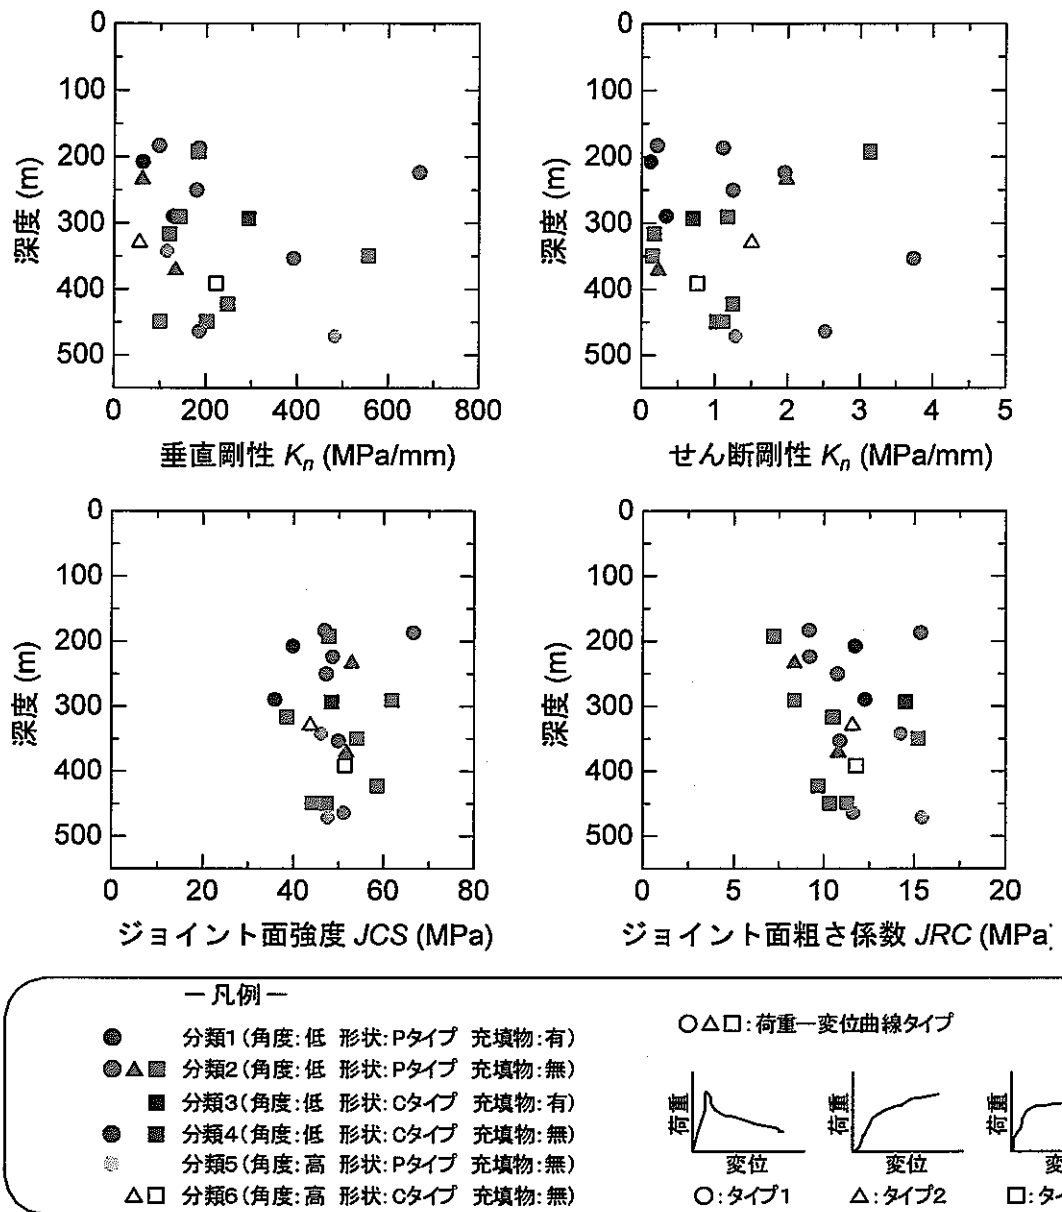 0
100
200
300
400
500
深度 (m)
0 200 400 600 800
垂直剛性 Kn (MPa/mm)
0
100
200
300
400
500
深度 (m)
0 1 2 3 4 5
せん断剛性 Kn (MPa/mm)
0
100
200
300
400
500
深度 (m)
0 20 40 60 80
ジョイント面強度 JCS (MPa)
0
100
200
300
400
500
深度 (m)
0 5 10 15 20
ジョイント面粗さ係数 JRC (MPa)
－凡例－
分類1(角度:低 形状:Pタイプ 充填物:有)
分類2(角度:低 形状:Pタイプ 充填物:無)
分類3(角度:低 形状:Cタイプ 充填物:有)
分類4(角度:低 形状:Cタイプ 充填物:無)
分類5(角度:高 形状:Pタイプ 充填物:無)
分類6(角度:高 形状:Cタイプ 充填物:無)
○△□:荷重ー変位曲線タイプ
荷重
変位
○:タイプ1
荷重
変位
△:タイプ2
荷重
変
□:タ